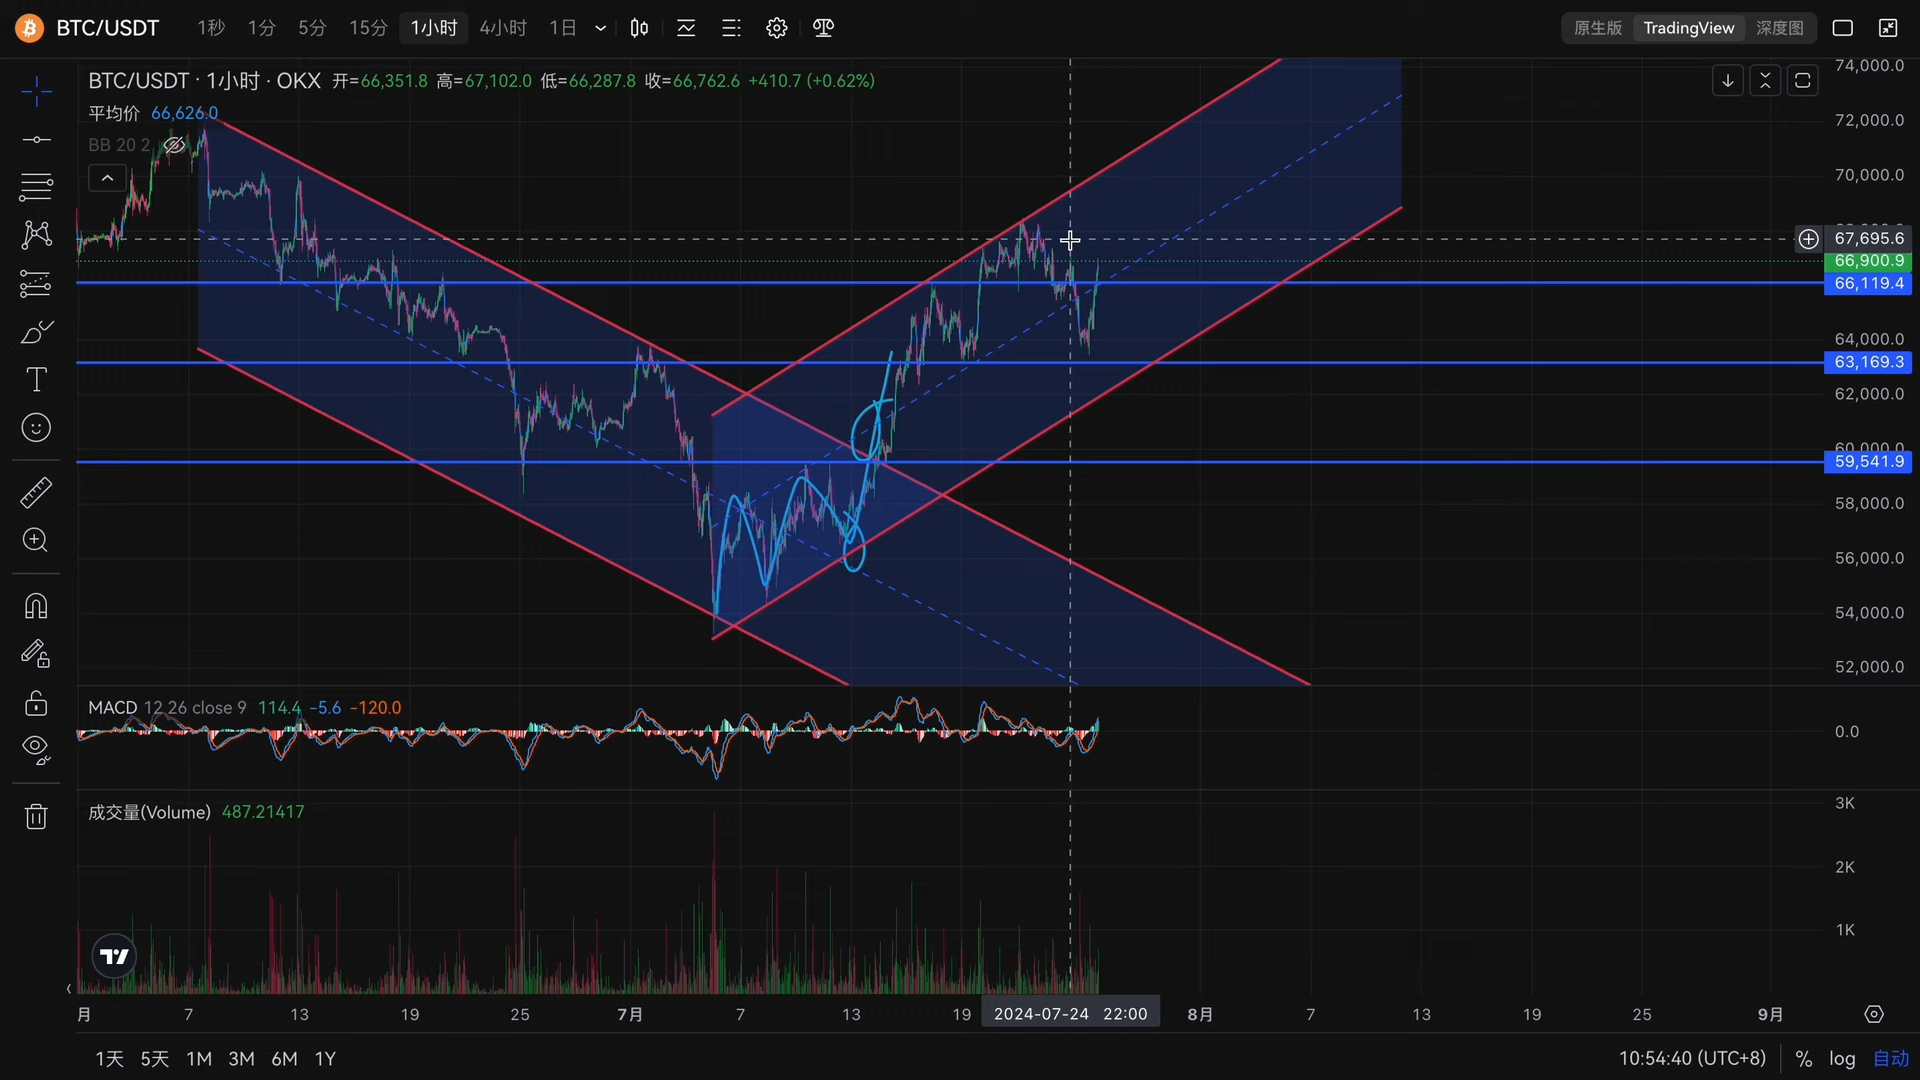 BTC/USDT 1秒 1分 5分 15分 1小时 4小时 1日 原生版 TradingView 深度图
BTC/USDT · 1小时 · OKX 开=66,351.8 高=67,102.0 低=66,287.8 收=66,762.6 +410.7 (+0.62%)
平均价 66,626.0
BB 20 2
74,000.0
72,000.0
70,000.0
67,695.6
66,900.9
66,119.4
64,000.0
63,169.3
62,000.0
60,000.0
59,541.9
58,000.0
56,000.0
54,000.0
52,000.0
MACD 12 26 close 9 114.4 −5.6 −120.0
0.0
成交量(Volume) 487.21417
3K
2K
1K
月 7 13 19 25 7月 7 13 19 2024-07-24 22:00 8月 7 13 19 25 9月
1天 5天 1M 3M 6M 1Y 10:54:40 (UTC+8) % log 自动